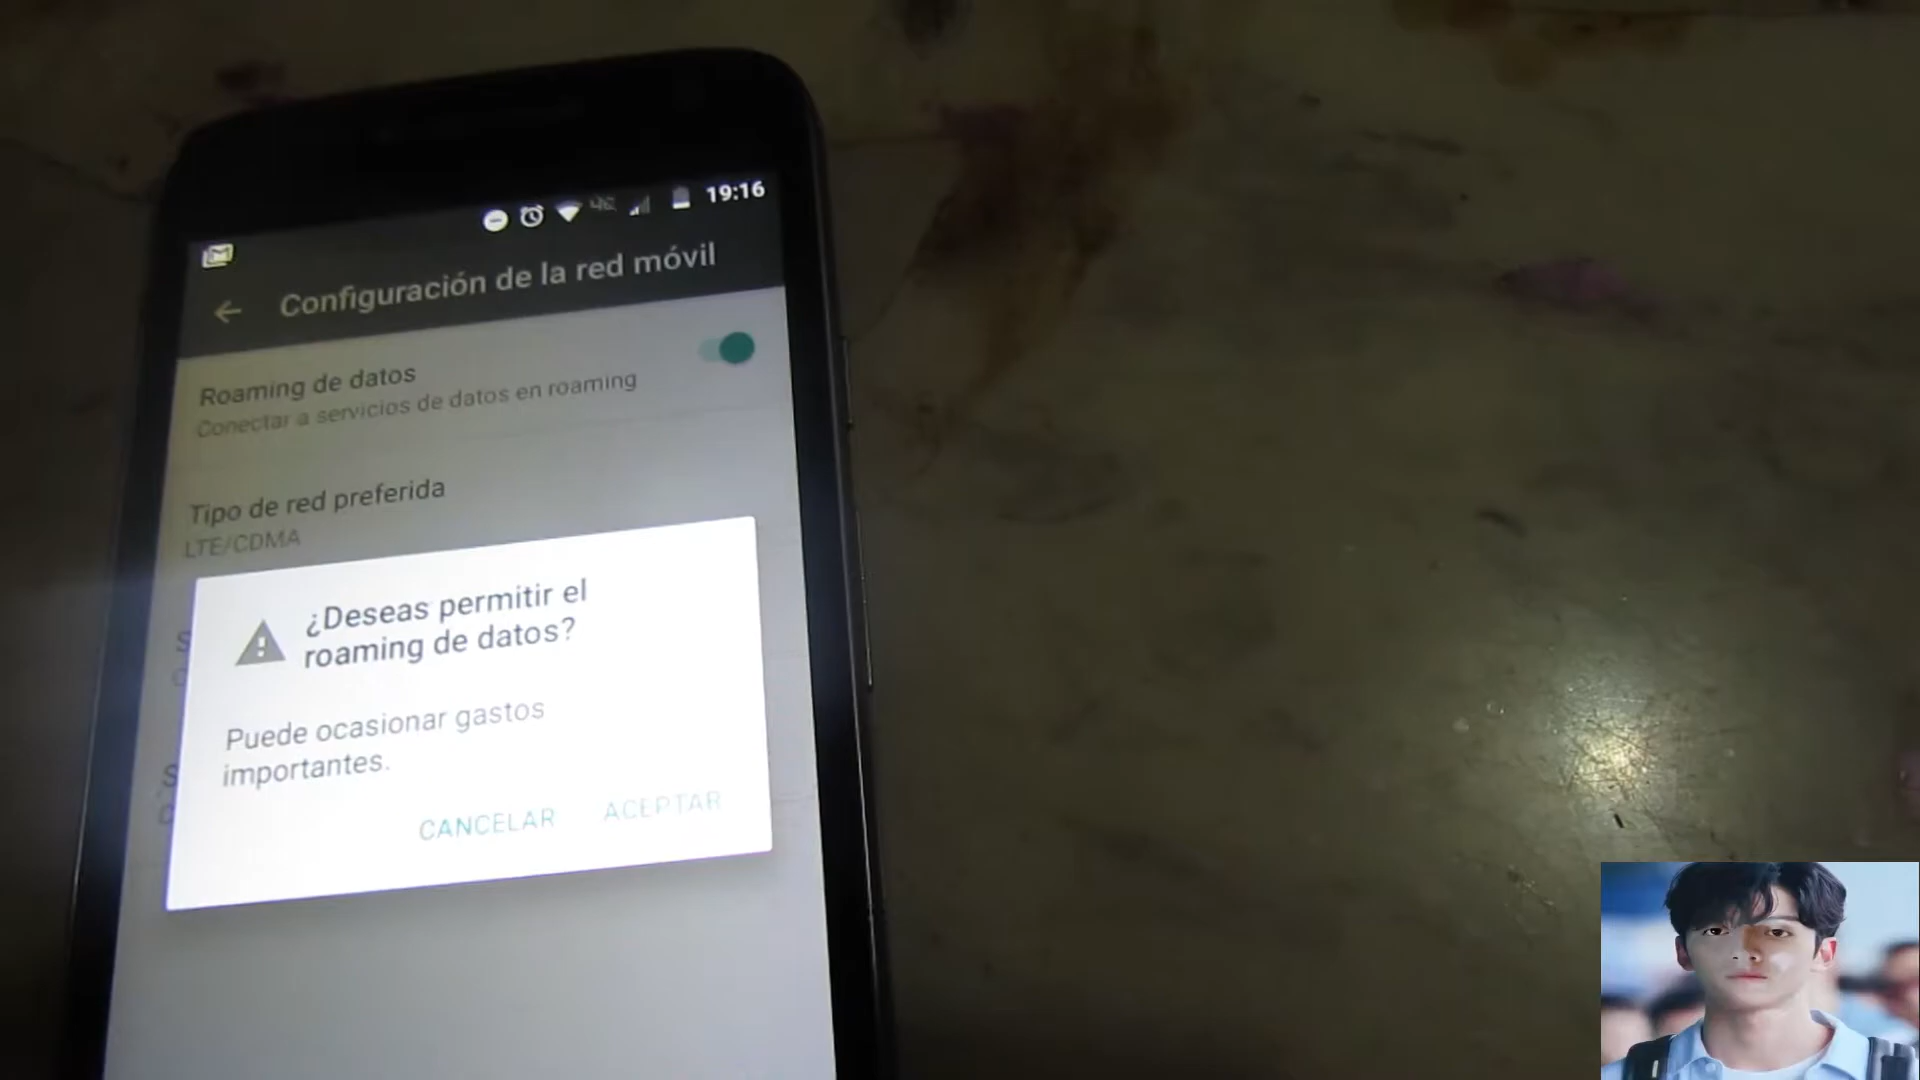 4G
19:16
Configuración de la red móvil
Roaming de datos
Conectar a servicios de datos en roaming
Tipo de red preferida
LTE/CDMA
¿Deseas permitir el
roaming de datos?
Puede ocasionar gastos
importantes.
CANCELAR ACEPTAR